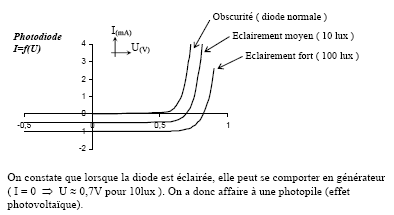 Obscurité ( diode normale )
Photodiode
I=f(U)
I(mA)
U(V)
Eclairement moyen ( 10 lux )
Eclairement fort ( 100 lux )
4
3
2
1
0
-1
-2
-0,5
0
0,5
1
On constate que lorsque la diode est éclairée, elle peut se comporter en générateur
( I = 0 ⇒ U ≈ 0,7V pour 10lux ). On a donc affaire à une photopile (effet
photovoltaïque).